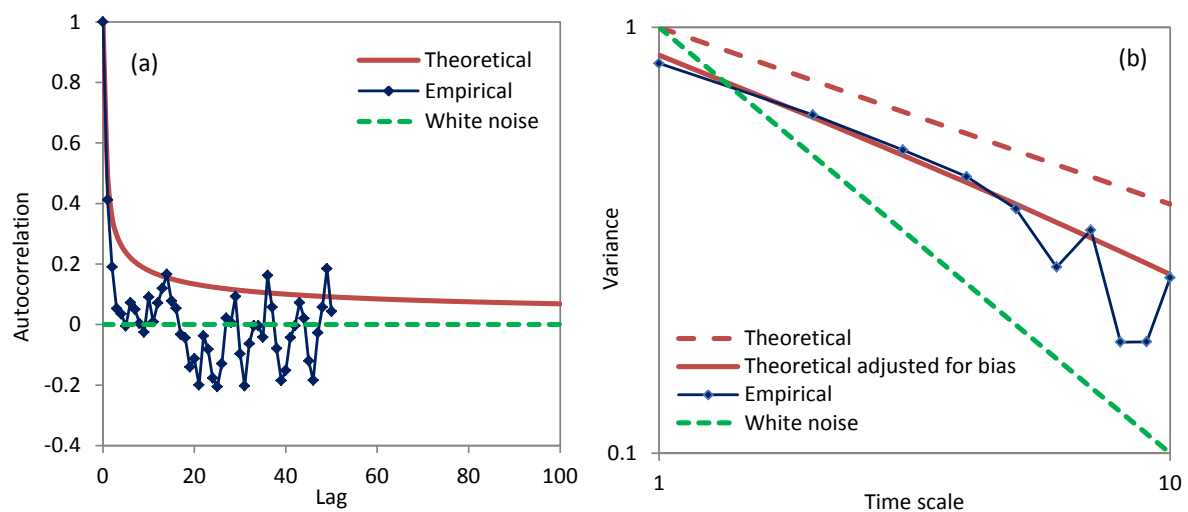 (a)
Theoretical
Empirical
White noise
1
0.8
0.6
0.4
0.2
0
-0.2
-0.4
0
20
40
60
80
100
Autocorrelation
Lag
(b)
1
0.1
Variance
Theoretical
Theoretical adjusted for bias
Empirical
White noise
1
10
Time scale